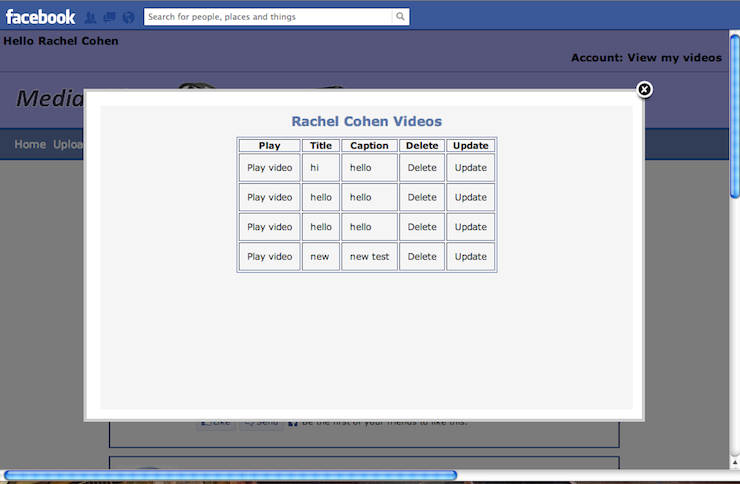 facebook Search for people, places and things
Hello Rachel Cohen
Account: View my videos
Media
Home Uploa
Rachel Cohen Videos
Play Title Caption Delete Update
Play video hi hello Delete Update
Play video hello hello Delete Update
Play video hello hello Delete Update
Play video new new test Delete Update
Like Send Be the first of your friends to like this.